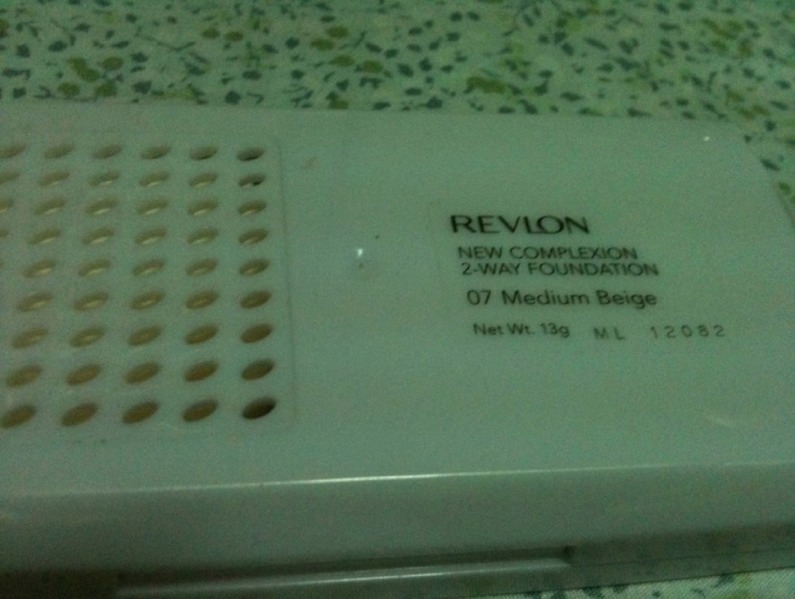 REVLON
NEW COMPLEXION
2-WAY FOUNDATION
07 Medium Beige
Net Wt. 13g ML 12082